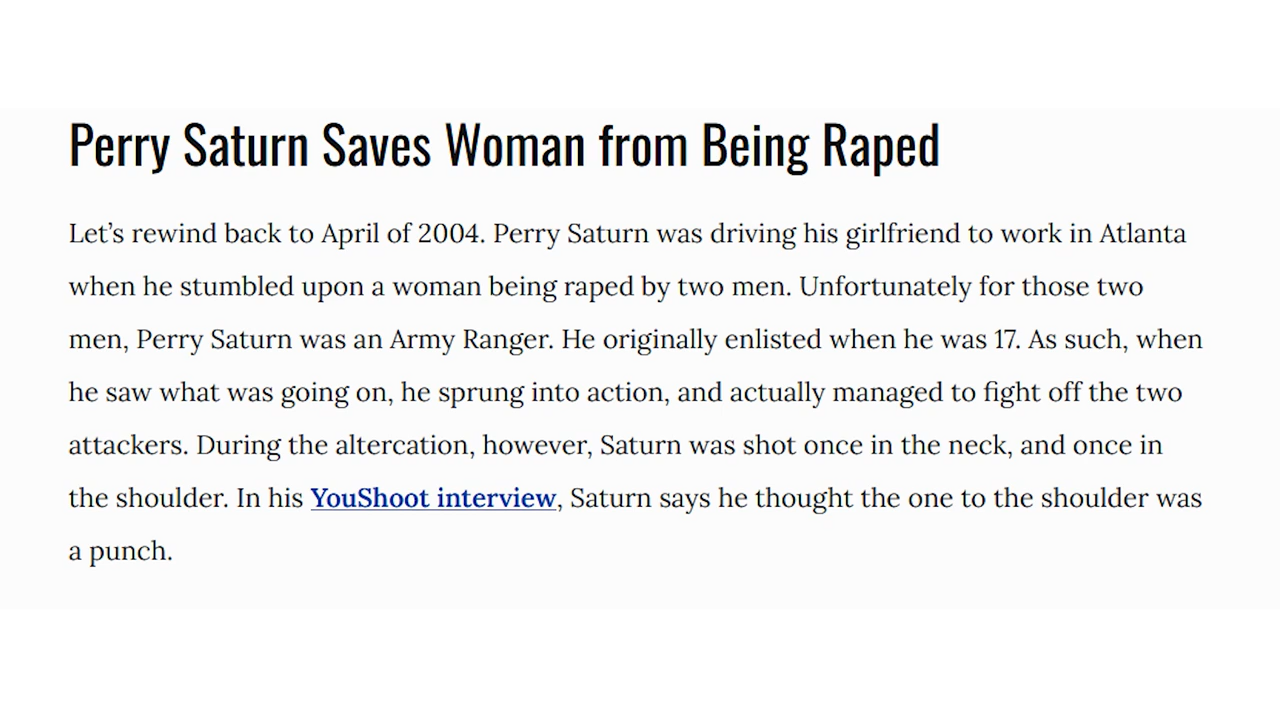 Perry Saturn Saves Woman from Being Raped
Let’s rewind back to April of 2004. Perry Saturn was driving his girlfriend to work in Atlanta
when he stumbled upon a woman being raped by two men. Unfortunately for those two
men, Perry Saturn was an Army Ranger. He originally enlisted when he was 17. As such, when
he saw what was going on, he sprung into action, and actually managed to fight off the two
attackers. During the altercation, however, Saturn was shot once in the neck, and once in
the shoulder. In his YouShoot interview, Saturn says he thought the one to the shoulder was
a punch.